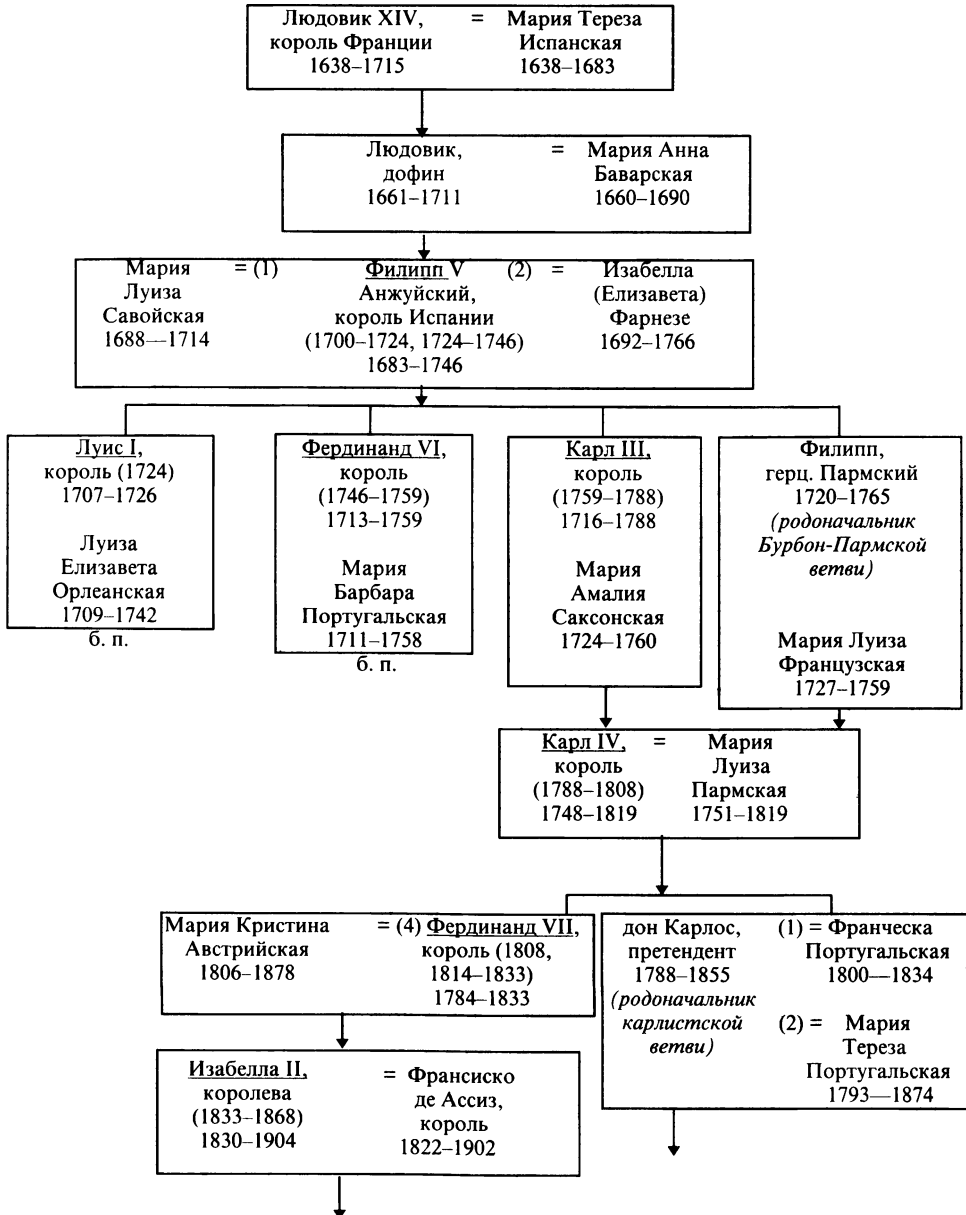 Людовик XIV, = Мария Тереза
король Франции Испанская
1638–1715 1638–1683
Людовик, = Мария Анна
дофин Баварская
1661–1711 1660–1690
Мария = (1) Филипп V (2) = Изабелла
Луиза Анжуйский, (Елизавета)
Савойская король Испании Фарнезе
1688—1714 (1700–1724, 1724–1746) 1692–1766
1683–1746
Луис I,
король (1724)
1707–1726
Луиза
Елизавета
Орлеанская
1709–1742
б. п.
Фердинанд VI,
король
(1746–1759)
1713–1759
Мария
Барбара
Португальская
1711–1758
б. п.
Карл III,
король
(1759–1788)
1716–1788
Мария
Амалия
Саксонская
1724–1760
Филипп,
герц. Пармский
1720–1765
(родоначальник
Бурбон-Пармской
ветви)
Мария Луиза
Французская
1727–1759
Карл IV, = Мария
король Луиза
(1788–1808) Пармская
1748–1819 1751–1819
Мария Кристина = (4) Фердинанд VII,
Австрийская король (1808,
1806–1878 1814–1833)
1784–1833
дон Карлос, (1) = Франческа
претендент Португальская
1788–1855 1800—1834
(родоначальник
карлистской (2) = Мария
ветви) Тереза
Португальская
1793—1874
Изабелла II, = Франсиско
королева де Ассиз,
(1833–1868) король
1830–1904 1822–1902